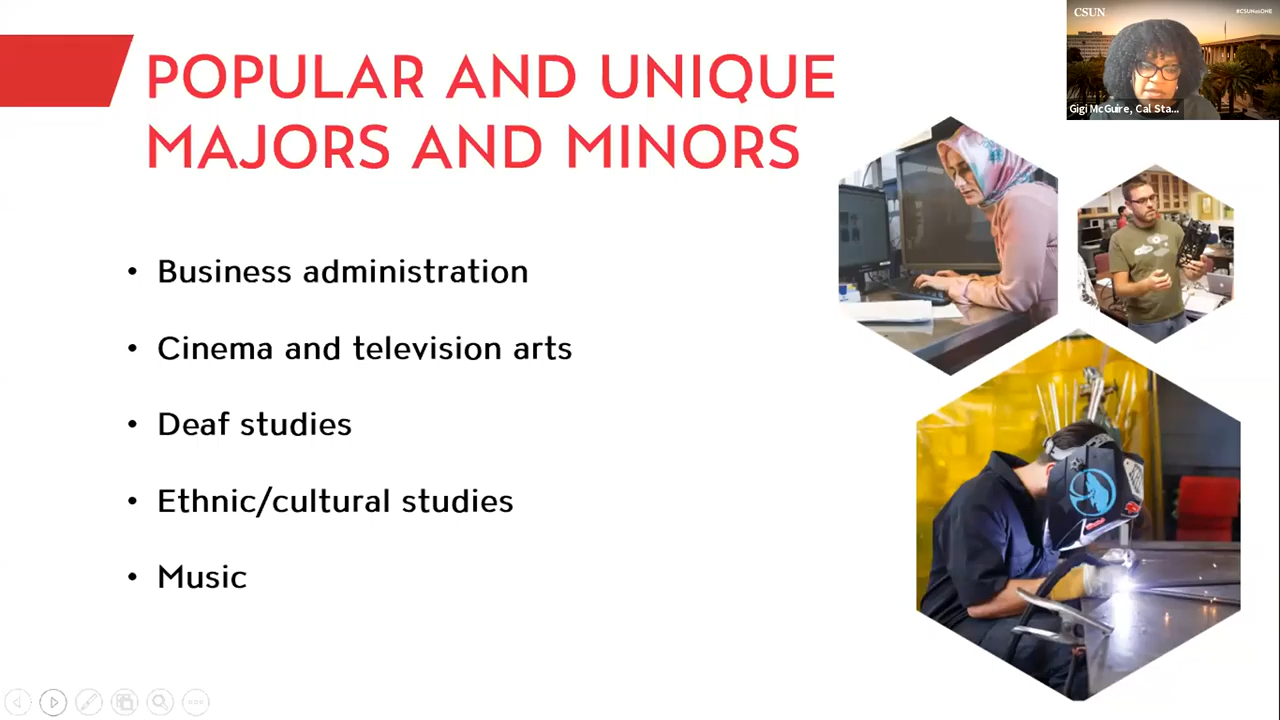 CSUN
#CSUNatHOME
Gigi McGuire, Cal Sta...
POPULAR AND UNIQUE
MAJORS AND MINORS
• Business administration
• Cinema and television arts
• Deaf studies
• Ethnic/cultural studies
• Music